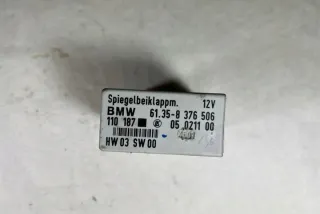 Spiegelbeiklappm. 12V
BMW 61.35-8 376 506
110 187 05 0211 00
HW 03 SW 00